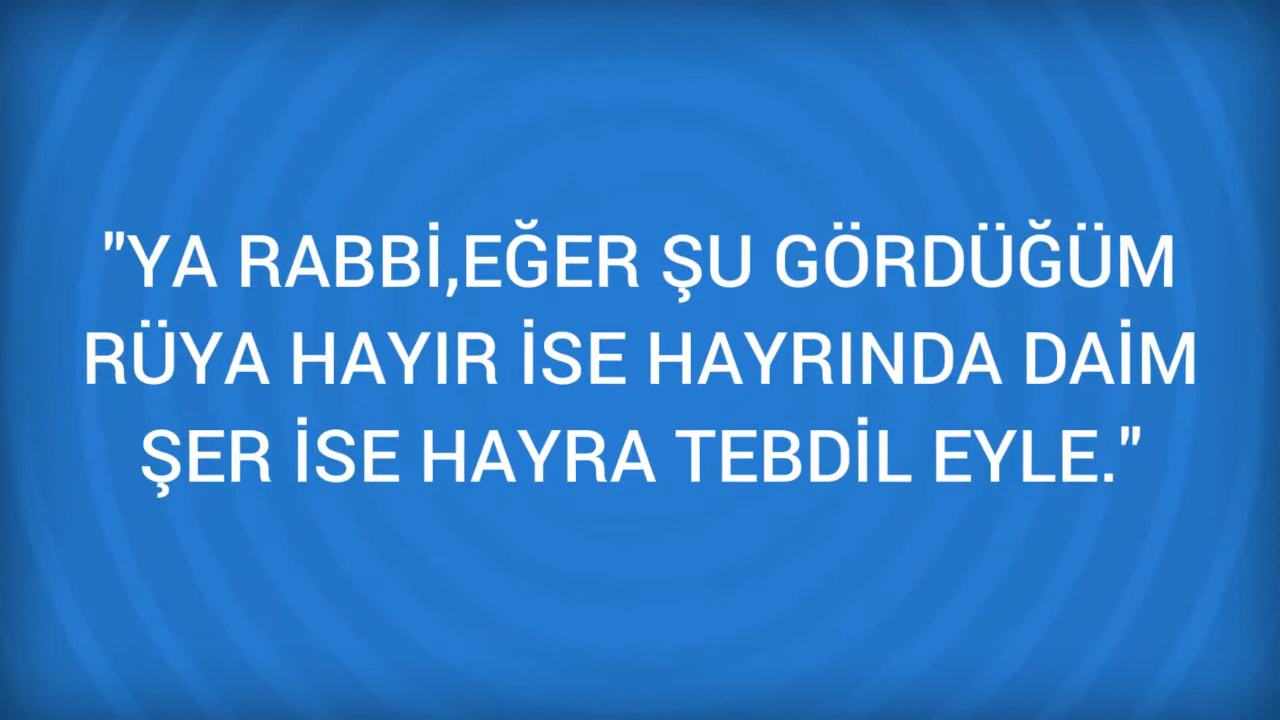 "YA RABBİ,EĞER ŞU GÖRDÜĞÜM
RÜYA HAYIR İSE HAYRINDA DAİM
ŞER İSE HAYRA TEBDİL EYLE."